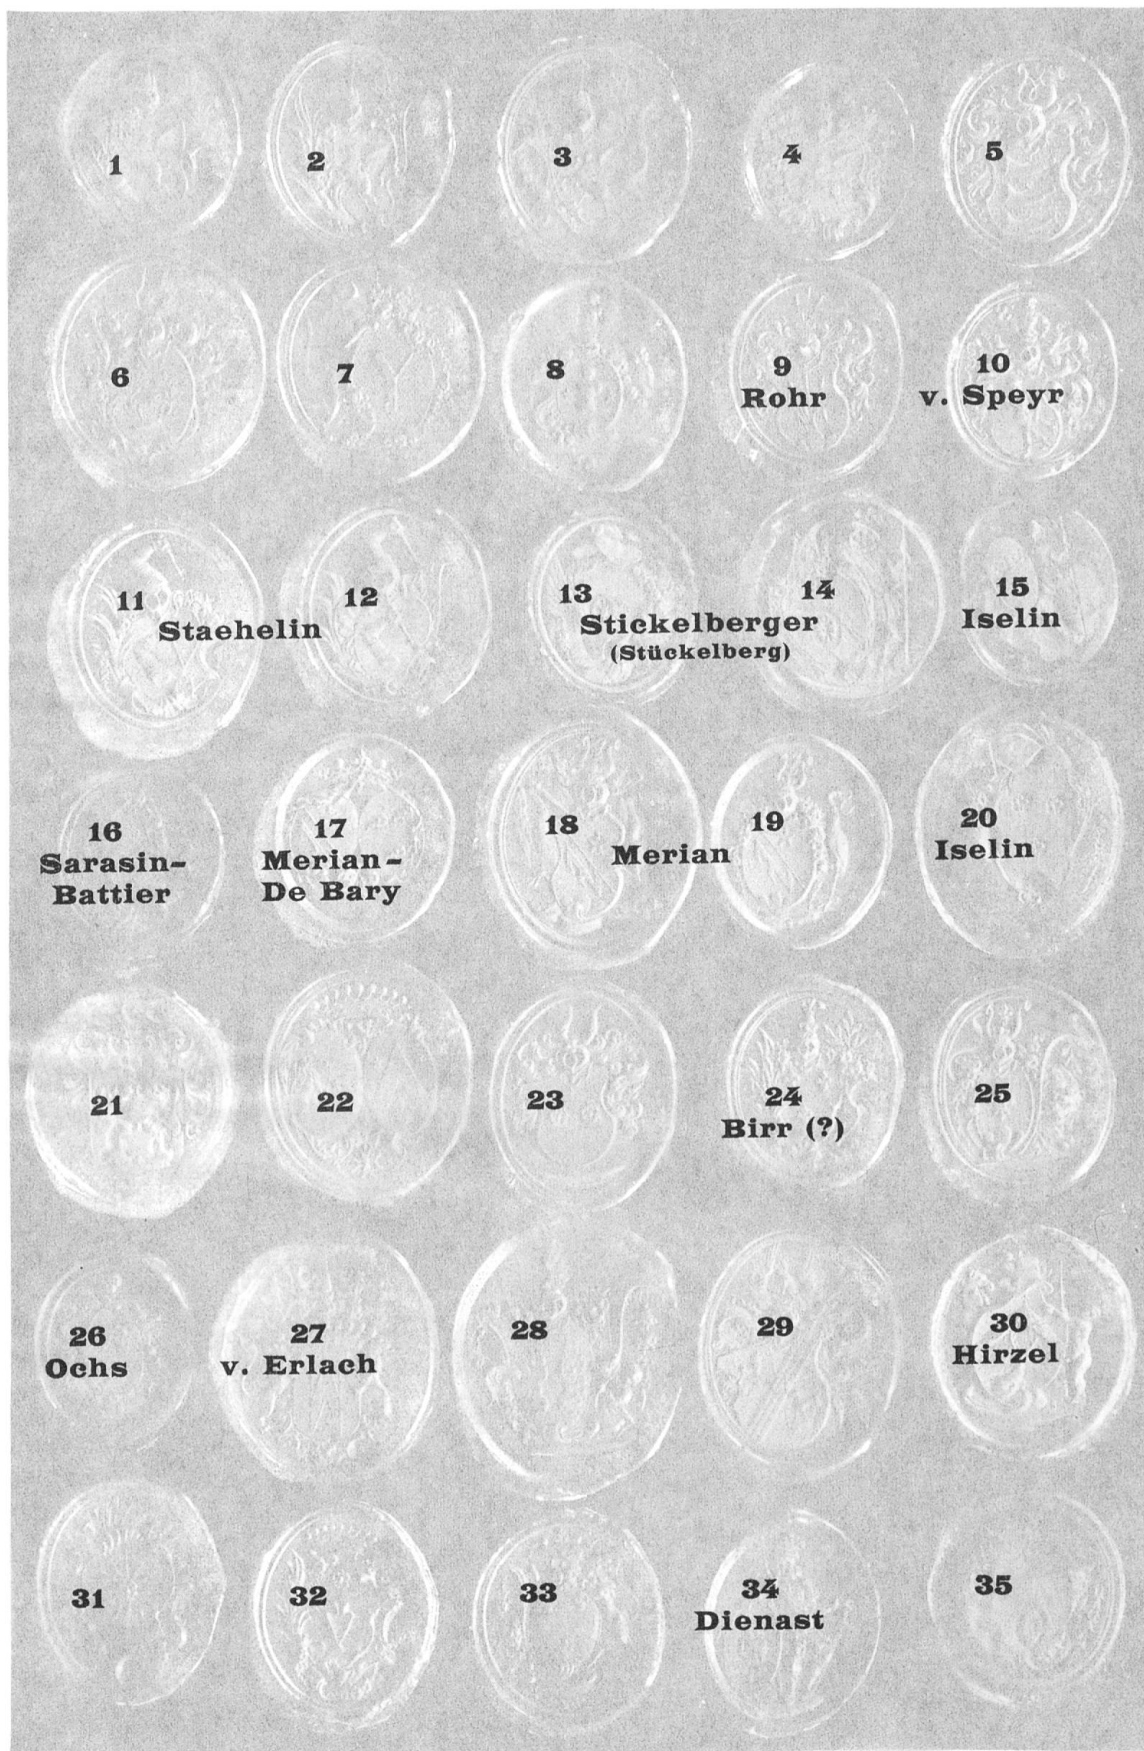 1
2
3
4
5
6
7
8
9
Rohr
10
v. Speyr
11
12
Staehelin
13
14
Stickelberger
(Stückelberg)
15
Iselin
16
Sarasin-
Battier
17
Merian-
De Bary
18
19
Merian
20
Iselin
21
22
23
24
Birr (?)
25
26
Ochs
27
v. Erlach
28
29
30
Hirzel
31
32
33
34
Dienast
35